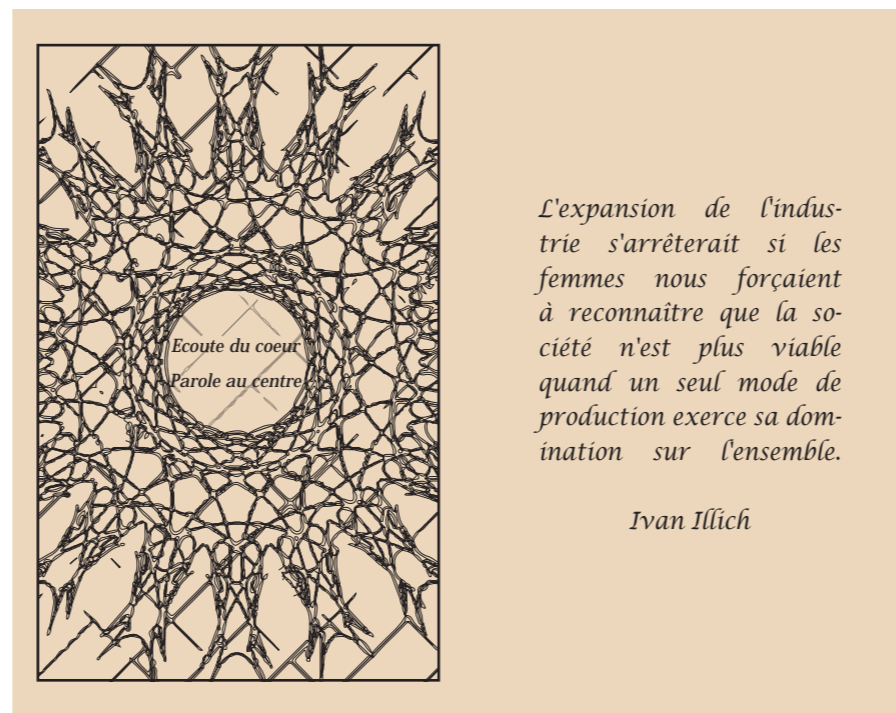 Ecoute du coeur
Parole au centre
L'expansion de l'indus-
trie s'arrêterait si les
femmes nous forçaient
à reconnaître que la so-
ciété n'est plus viable
quand un seul mode de
production exerce sa dom-
ination sur l'ensemble.
Ivan Illich